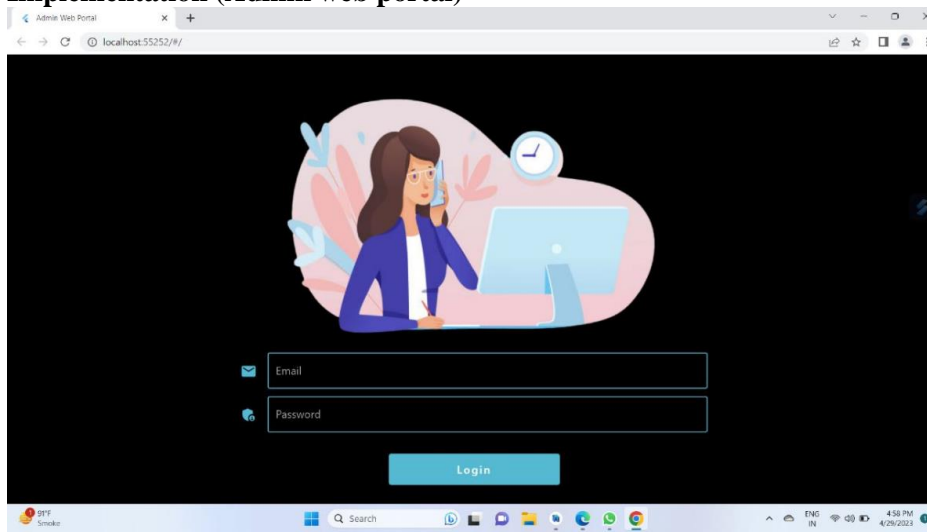 Implementation (Admin web portal)
Admin Web Portal
localhost:55252/#/
Email
Password
Login
1
91°F
Smoke
Search
ENG
IN
4:58 PM
4/29/2023